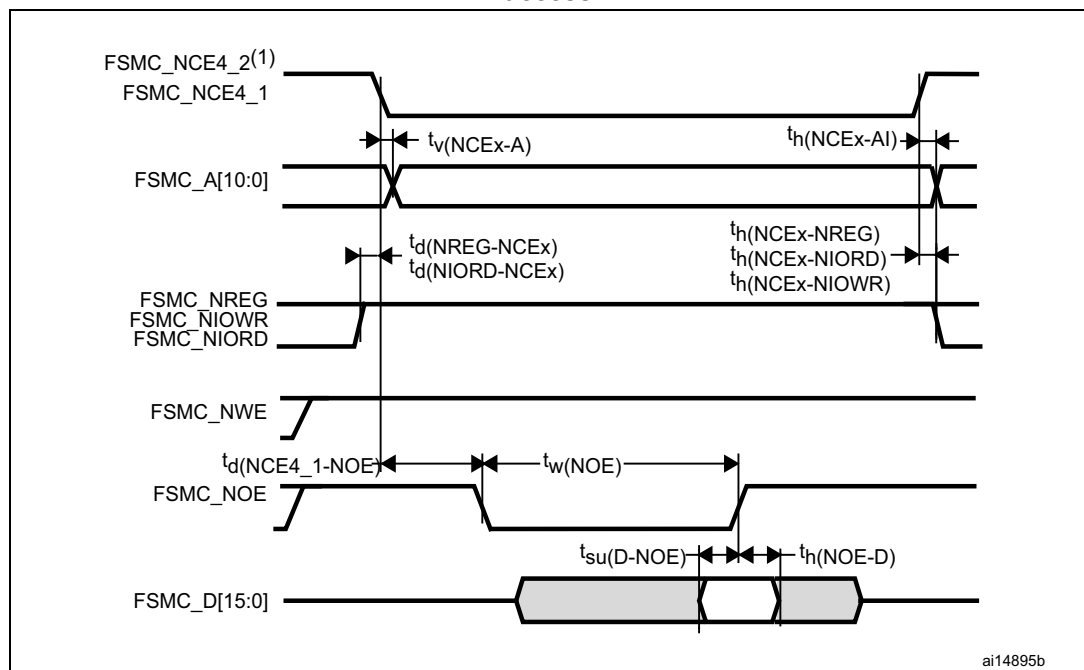 FSMC_NCE4_2(1)
FSMC_NCE4_1
tv(NCEx-A)
th(NCEx-AI)
FSMC_A[10:0]
td(NREG-NCEx)
td(NIORD-NCEx)
th(NCEx-NREG)
th(NCEx-NIORD)
th(NCEx-NIOWR)
FSMC_NREG
FSMC_NIOWR
FSMC_NIORD
FSMC_NWE
td(NCE4_1-NOE)
tw(NOE)
FSMC_NOE
tsu(D-NOE)
th(NOE-D)
FSMC_D[15:0]
ai14895b